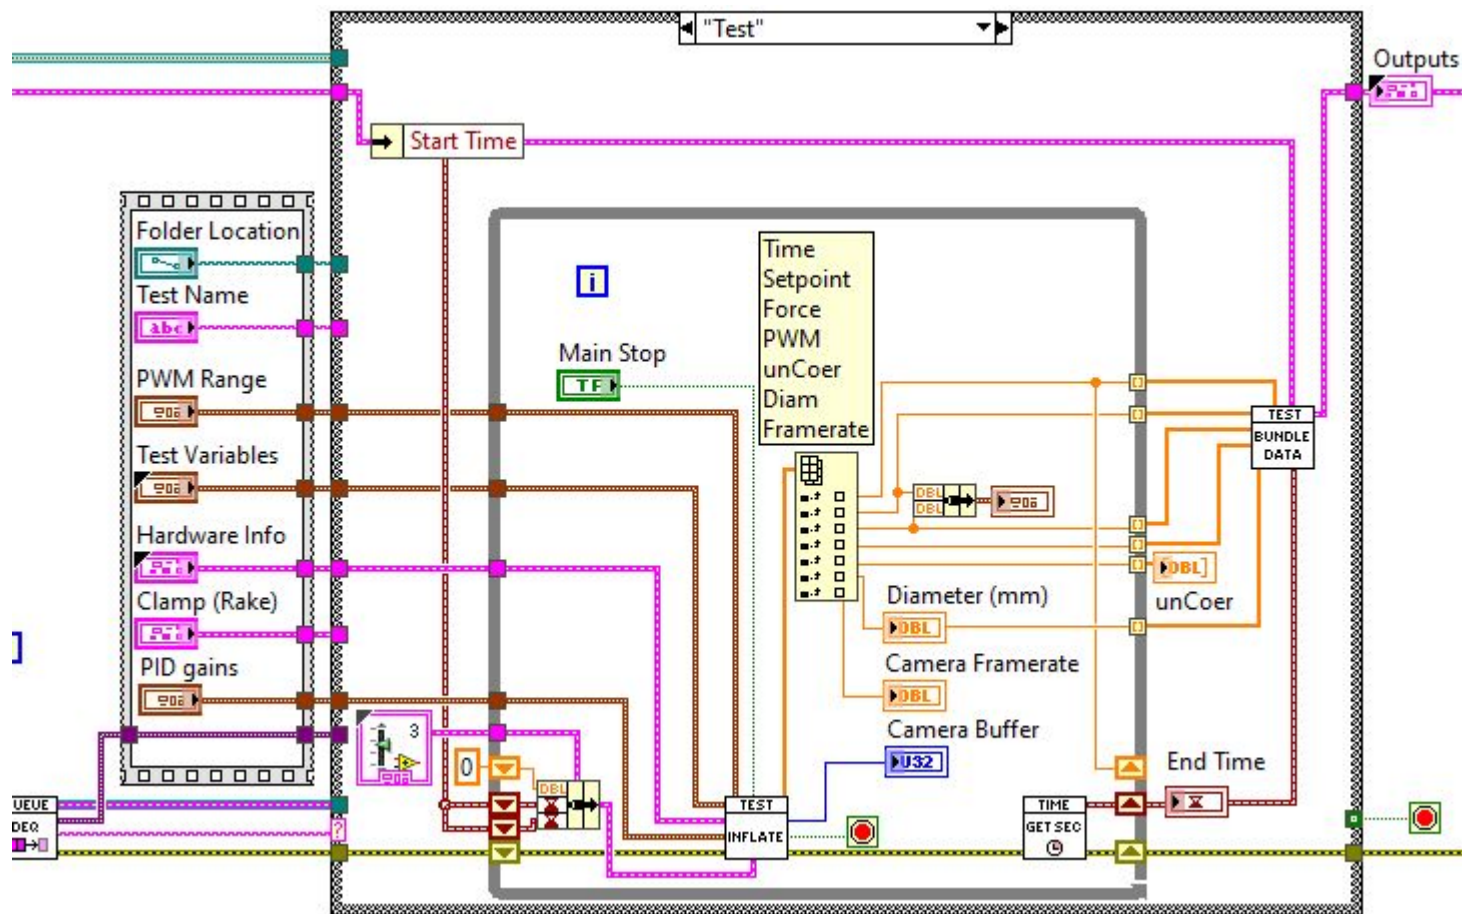 "Test"
Outputs
Start Time
Folder Location
Test Name
abc
PWM Range
Test Variables
Hardware Info
Clamp (Rake)
PID gains
i
Main Stop
TF
Time
Setpoint
Force
PWM
unCoer
Diam
Framerate
TEST
BUNDLE
DATA
DBL
DBL
DBL]
unCoer
Diameter (mm)
DBL
Camera Framerate
DBL
Camera Buffer
U32
3
0
DBL
End Time
TEST
INFLATE
TIME
GET SEC
UEUE
DEQ
?